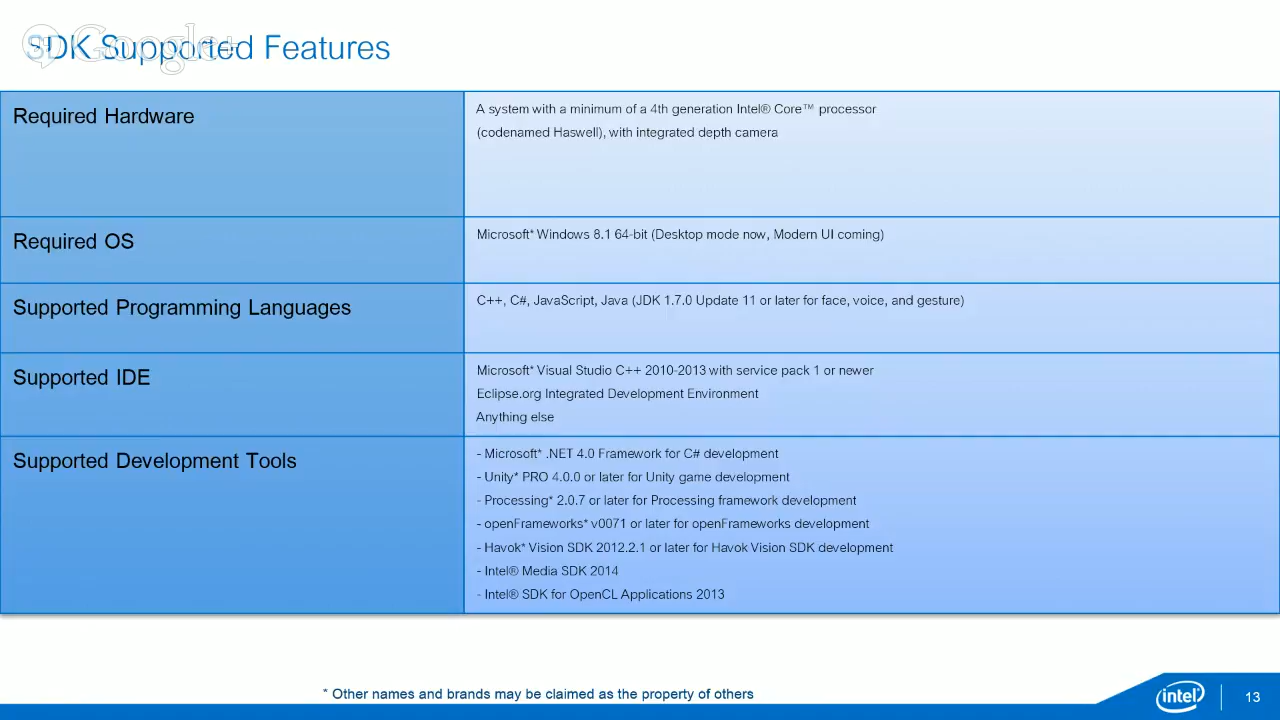 SDK Supported Features
Google+
Required Hardware
A system with a minimum of a 4th generation Intel® Core™ processor
(codenamed Haswell), with integrated depth camera
Required OS
Microsoft* Windows 8.1 64-bit (Desktop mode now, Modern UI coming)
Supported Programming Languages
C++, C#, JavaScript, Java (JDK 1.7.0 Update 11 or later for face, voice, and gesture)
Supported IDE
Microsoft* Visual Studio C++ 2010-2013 with service pack 1 or newer
Eclipse.org Integrated Development Environment
Anything else
Supported Development Tools
- Microsoft* .NET 4.0 Framework for C# development
- Unity* PRO 4.0.0 or later for Unity game development
- Processing* 2.0.7 or later for Processing framework development
- openFrameworks* v0071 or later for openFrameworks development
- Havok* Vision SDK 2012.2.1 or later for Havok Vision SDK development
- Intel® Media SDK 2014
- Intel® SDK for OpenCL Applications 2013
* Other names and brands may be claimed as the property of others
intel
13